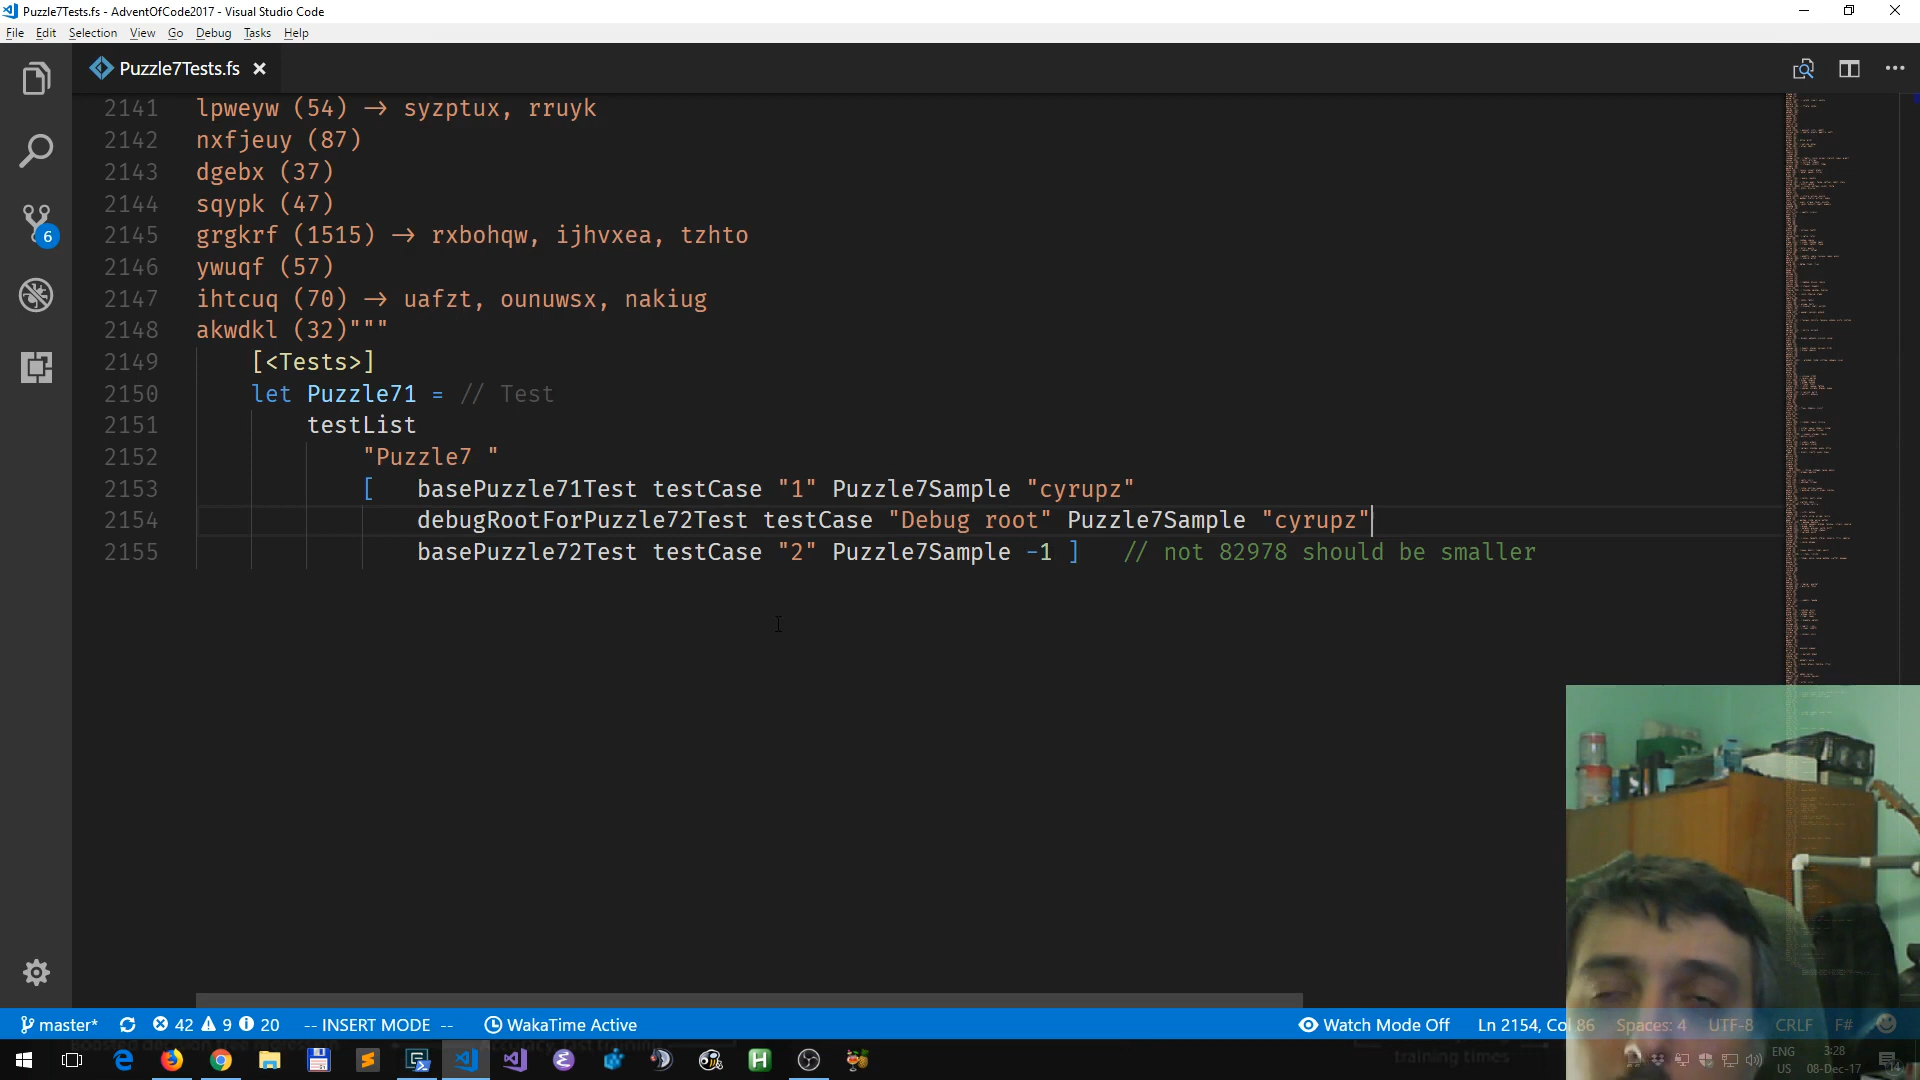 Puzzle7Tests.fs - AdventOfCode2017 - Visual Studio Code
File Edit Selection View Go Debug Tasks Help
Puzzle7Tests.fs
2141 lpweyw (54) -> syzptux, rruyk
2142 nxfjeuy (87)
2143 dgebx (37)
2144 sqypk (47)
2145 grgkrf (1515) -> rxbohqw, ijhvxea, tzhto
2146 ywuqf (57)
2147 ihtcuq (70) -> uafzt, ounuwsx, nakiug
2148 akwdkl (32)"""
2149 [<Tests>]
2150 let Puzzle71 = // Test
2151 testList
2152 "Puzzle7 "
2153 [ basePuzzle71Test testCase "1" Puzzle7Sample "cyrupz"
2154 debugRootForPuzzle72Test testCase "Debug root" Puzzle7Sample "cyrupz"
2155 basePuzzle72Test testCase "2" Puzzle7Sample -1 ] // not 82978 should be smaller
6
master* 42 9 20 -- INSERT MODE -- WakaTime Active Watch Mode Off Ln 2154, Col 86 Spaces: 4 UTF-8 CRLF F#
training times
ENG 3:28
US 08-Dec-17 14